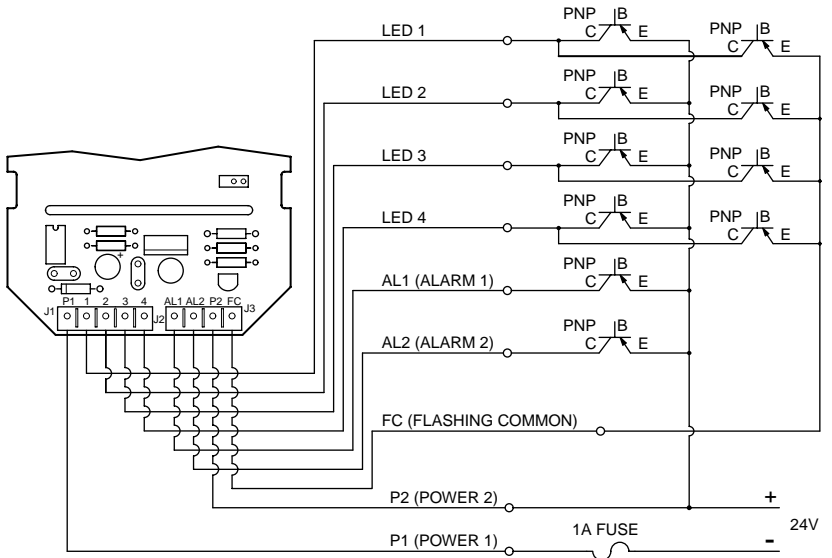 LED 1
PNP B
C E
PNP B
C E
LED 2
PNP B
C E
PNP B
C E
LED 3
PNP B
C E
PNP B
C E
LED 4
PNP B
C E
PNP B
C E
AL1 (ALARM 1)
PNP B
C E
AL2 (ALARM 2)
PNP B
C E
FC (FLASHING COMMON)
P2 (POWER 2)
+
24V
P1 (POWER 1)
1A FUSE
-
+
J1 P1 1 2 3 4 J2 AL1 AL2 P2 FC J3